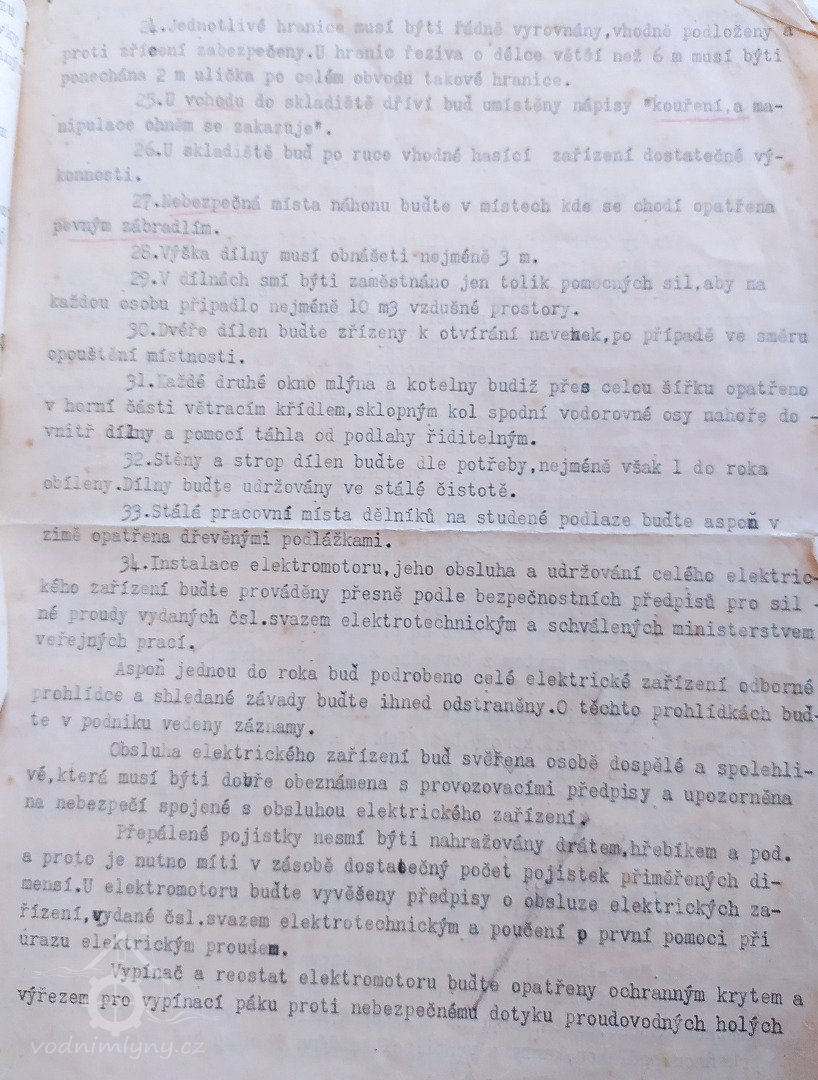 24.Jednotlivé hranice musí býti řádně vyrovnány,vhodně podloženy a
proti zřícení zabezpečeny.U hranic řeziva o délce větší než 6 m musí býti
ponechána 2 m ulička po celém obvodu takové hranice.
25.U vchodu do skladiště dříví buď umístěny nápisy "kouření,a ma-
nipulace ohněm se zakazuje".
26.U skladiště buď po ruce vhodné hasící zařízení dostatečné vý-
konnosti.
27.Nebezpečná místa náhonu buďte v místech kde se chodí opatřena
pevným zábradlím.
28.Výška dílny musí obnášeti nejméně 3 m.
29.V dílnách smí býti zaměstnáno jen tolik pomocných sil,aby na
každou osobu připadlo nejméně 10 m3 vzdušné prostory.
30.Dvéře dílen buďte zřízeny k otvírání navenek,po případě ve směru
opouštění místnosti.
31.Každé druhé okno mlýna a kotelny budiž přes celou šířku opatřeno
v horní části větracím křídlem,sklopným kol spodní vodorovné osy nahoře do -
vnitř dílny a pomocí táhla od podlahy řiditelným.
32.Stěny a strop dílen buďte dle potřeby,nejméně však 1 do roka
obíleny.Dílny buďte udržovány ve stálé čistotě.
33.Stálá pracovní místa dělníků na studené podlaze buďte aspoň v
zimě opatřena dřevěnými podlážkami.
34.Instalace elektromotoru,jeho obsluha a udržování celého elektric-
kého zařízení buďte prováděny přesně podle bezpečnostních předpisů pro sil -
né proudy vydaných čsl.svazem elektrotechnickým a schválených ministerstvem
veřejných prací.
Aspoň jednou do roka buď podrobeno celé elektrické zařízení odborné
prohlídce a shledané závady buďte ihned odstraněny.O těchto prohlídkách buď-
te v podniku vedeny záznamy.
Obsluha elektrického zařízení buď svěřena osobě dospělé a spolehli-
vé,která musí býti dobře obeznámena s provozovacími předpisy a upozorněna
na nebezpečí spojené s obsluhou elektrického zařízení.
Přepálené pojistky nesmí býti nahražovány drátem,hřebíkem a pod.
a proto je nutno míti v zásobě dostatečný počet pojistek přiměřených di-
mensí.U elektromotoru buďte vyvěšeny předpisy o obsluze elektrických za-
řízení,vydané čsl.svazem elektrotechnickým a poučení o první pomoci při
úrazu elektrickým proudem.
Vypínač a reostat elektromotoru buďte opatřeny ochranným krytem a
výřezem pro vypínací páku proti nebezpečnému dotyku proudovodných holých
vodnimlyny.cz